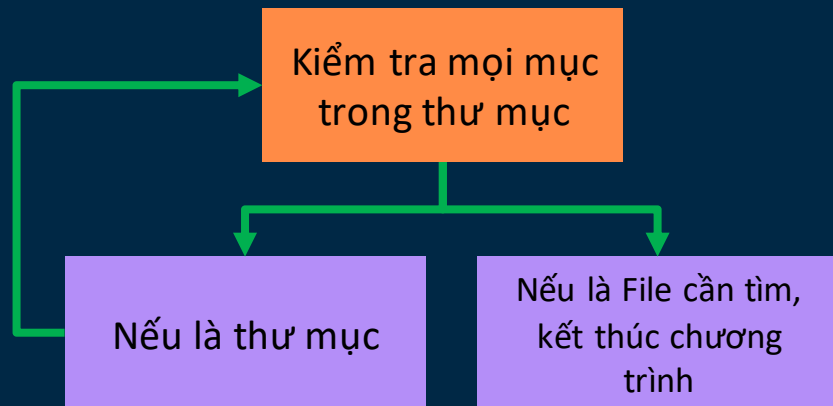 Kiểm tra mọi mục
trong thư mục
Nếu là thư mục
Nếu là File cần tìm,
kết thúc chương
trình